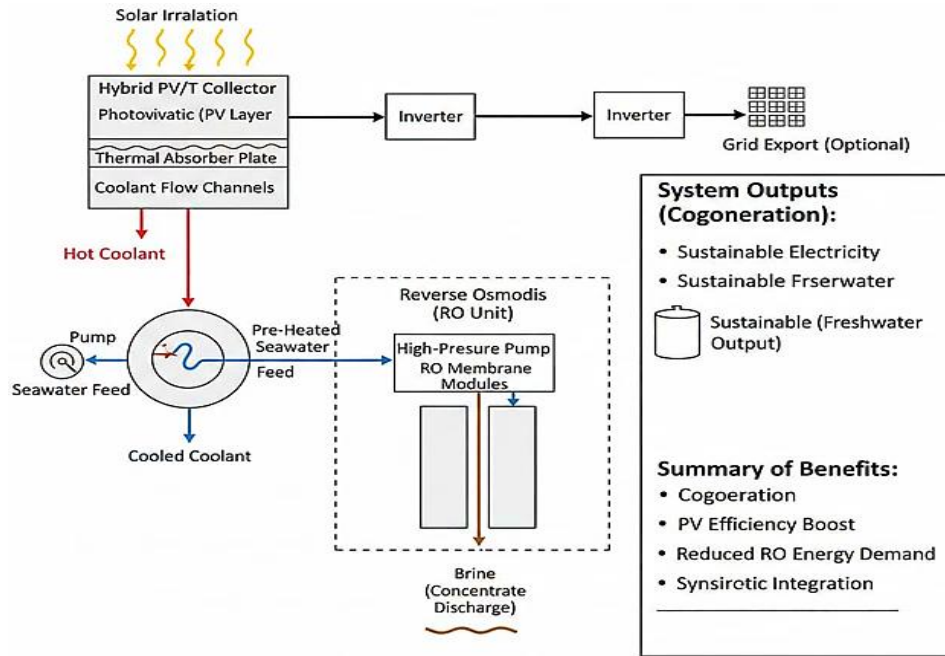 Solar Irralation
Hybrid PV/T Collector
Photovivatic (PV Layer
Thermal Absorber Plate
Coolant Flow Channels
Inverter
Inverter
Grid Export (Optional)
Hot Coolant
Pump
Seawater Feed
Pre-Heated
Seawater
Feed
Cooled Coolant
Reverse Osmodis
(RO Unit)
High-Presure Pump
RO Membrane
Modules
Brine
(Concentrate
Discharge)
System Outputs
(Cogoneration):
• Sustainable Electricity
• Sustainable Frserwater
Sustainable (Freshwater
Output)
Summary of Benefits:
• Cogoeration
• PV Efficiency Boost
• Reduced RO Energy Demand
• Synsirotic Integration